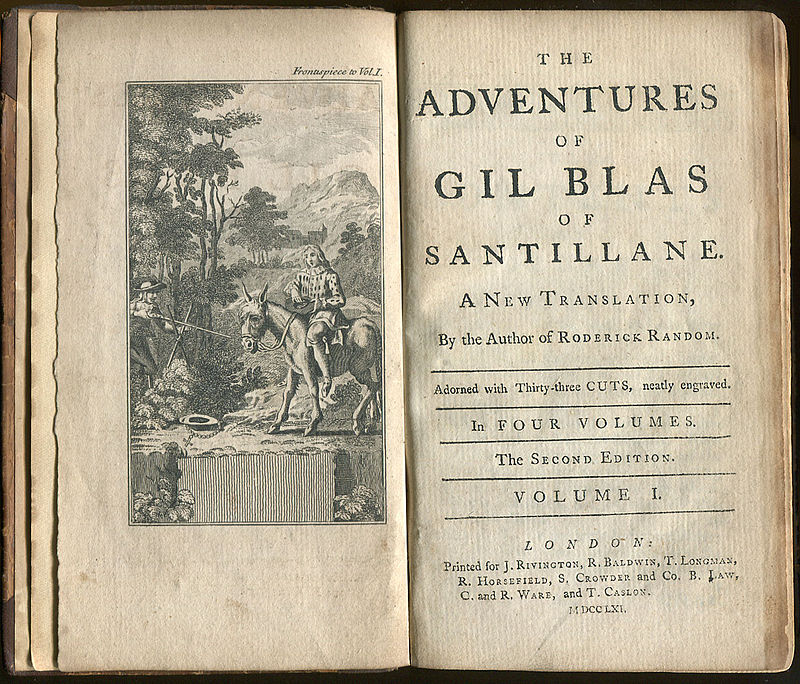 Frontispiece to Vol.I.
THE
ADVENTURES
OF
GIL BLAS
OF
SANTILLANE.
A NEW TRANSLATION,
By the Author of RODERICK RANDOM.
Adorned with Thirty-three CUTS, neatly engraved.
In FOUR VOLUMES.
The SECOND EDITION.
VOLUME I.
LONDON:
Printed for J. RIVINGTON, R. BALDWIN, T. LONGMAN,
R. HORSEFIELD, S. CROWDER and Co. B. LAW,
C. and R. WARE, and T. CASLON.
MDCCLXI.